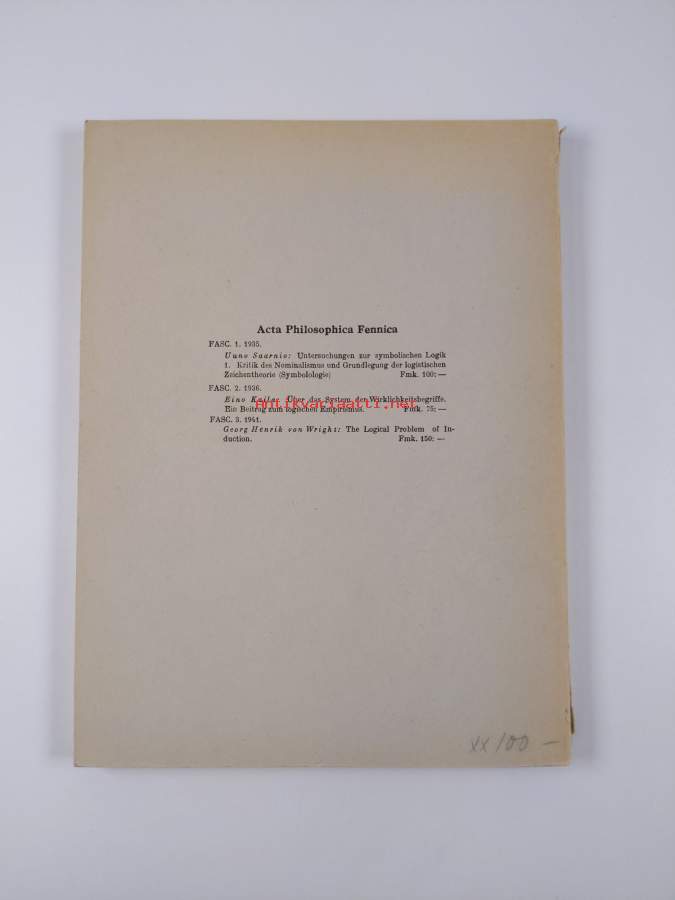 Acta Philosophica Fennica
FASC. 1. 1935.
Uuno Saarnio: Untersuchungen zur symbolischen Logik
1. Kritik des Nominalismus und Grundlegung der logistischen
Zeichentheorie (Symbolologie) Fmk. 100: —
FASC. 2. 1936.
Eino Kaila: Über das System der Wirklichkeitsbegriffe.
Ein Beitrag zum logischen Empirismus. Fmk. 75; —
antikvariaatti.net
FASC. 3. 1941.
Georg Henrik von Wright: The Logical Problem of In-
duction. Fmk. 150: —
xx/00 —